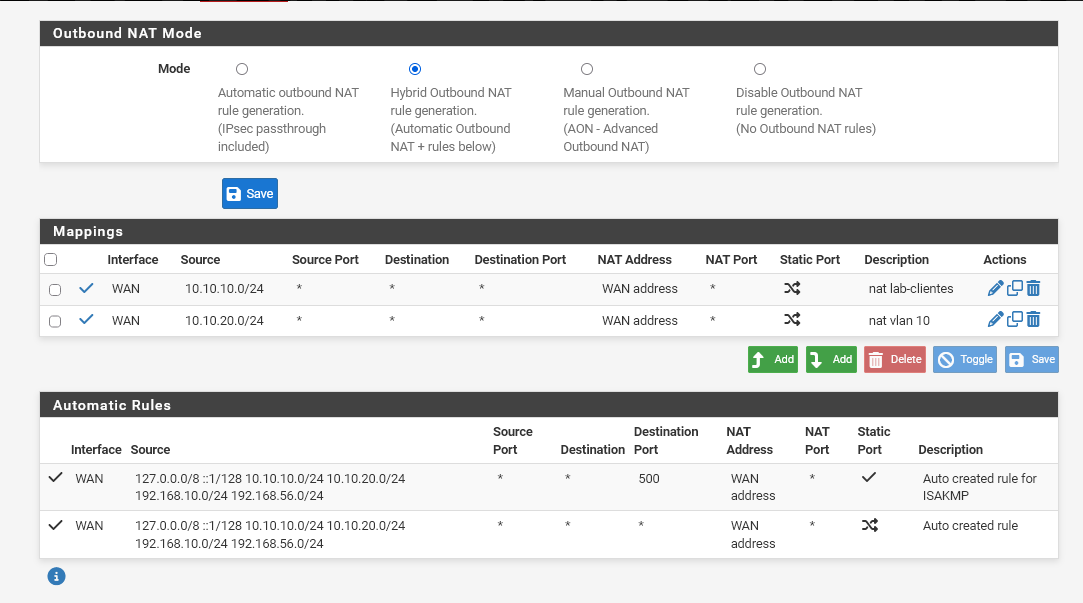 Outbound NAT Mode
Mode
Automatic outbound NAT
rule generation.
(IPsec passthrough
included)
Hybrid Outbound NAT
rule generation.
(Automatic Outbound
NAT + rules below)
Manual Outbound NAT
rule generation.
(AON - Advanced
Outbound NAT)
Disable Outbound NAT
rule generation.
(No Outbound NAT rules)
Save
Mappings
Interface Source Source Port Destination Destination Port NAT Address NAT Port Static Port Description Actions
WAN 10.10.10.0/24 * * * WAN address * nat lab-clientes
WAN 10.10.20.0/24 * * * WAN address * nat vlan 10
Add Add Delete Toggle Save
Automatic Rules
Interface Source Source Port Destination Destination Port NAT Address NAT Port Static Port Description
WAN 127.0.0.0/8 ::1/128 10.10.10.0/24 10.10.20.0/24 * * 500 WAN * Auto created rule for
192.168.10.0/24 192.168.56.0/24 address ISAKMP
WAN 127.0.0.0/8 ::1/128 10.10.10.0/24 10.10.20.0/24 * * * WAN * Auto created rule
192.168.10.0/24 192.168.56.0/24 address